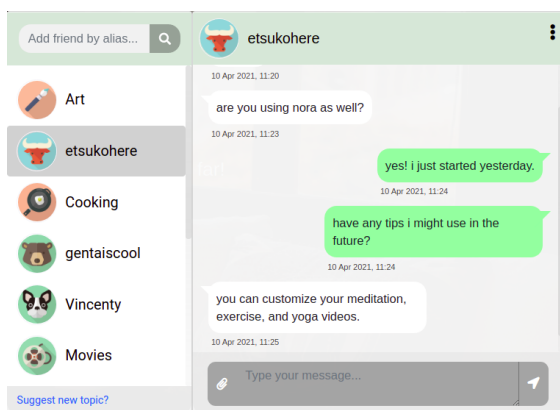 Add friend by alias...
Art
etsukohere
Cooking
gentaiscool
Vincenty
Movies
Suggest new topic?
etsukohere
10 Apr 2021, 11:20
are you using nora as well?
10 Apr 2021, 11:23
yes! i just started yesterday.
10 Apr 2021, 11:24
have any tips i might use in the
future?
10 Apr 2021, 11:24
you can customize your meditation,
exercise, and yoga videos.
10 Apr 2021, 11:25
Type your message...